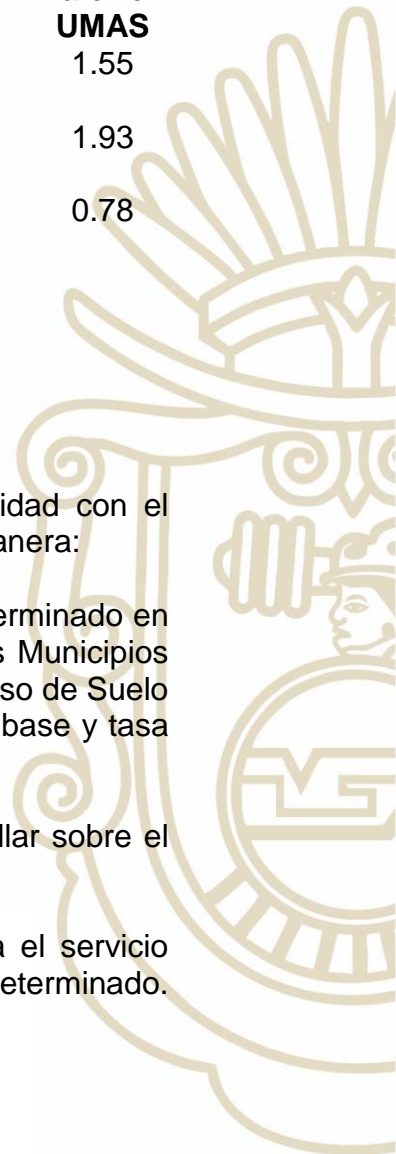 UMAS
1.55
1.93
0.78
idad con el
anera:
erminado en
s Municipios
so de Suelo
base y tasa
llar sobre el
a el servicio
eterminado.